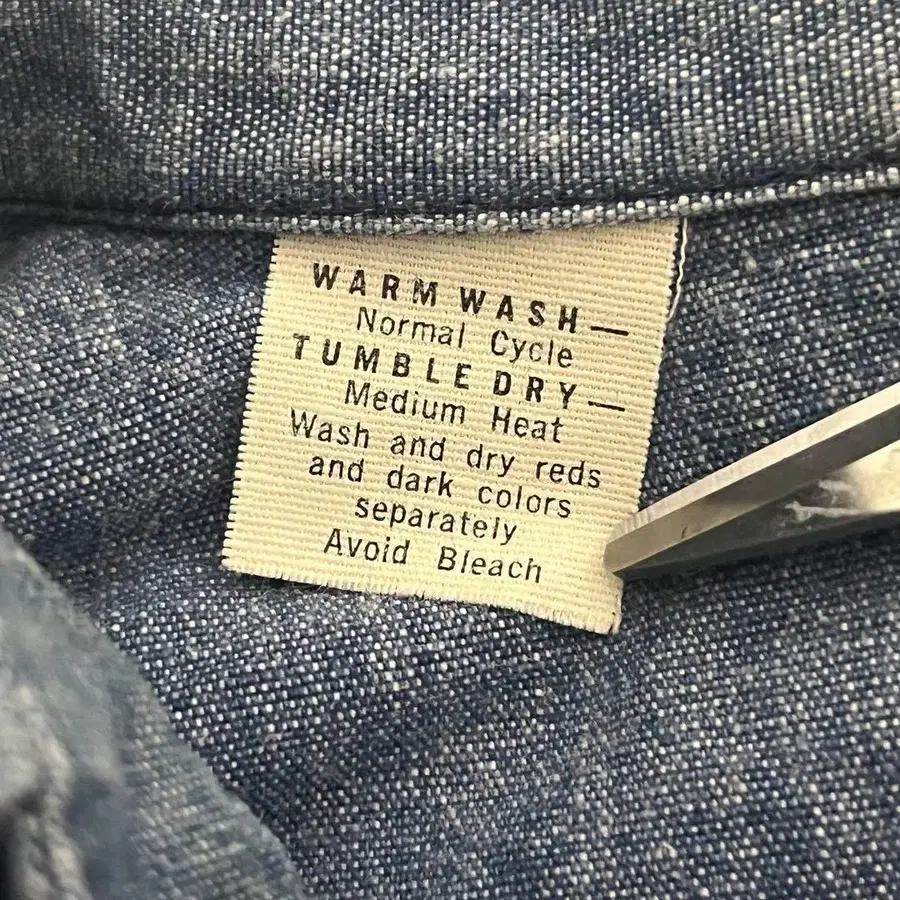 WARM WASH—
Normal Cycle
TUMBLE DRY—
Medium Heat
Wash and dry reds
and dark colors
separately
Avoid Bleach